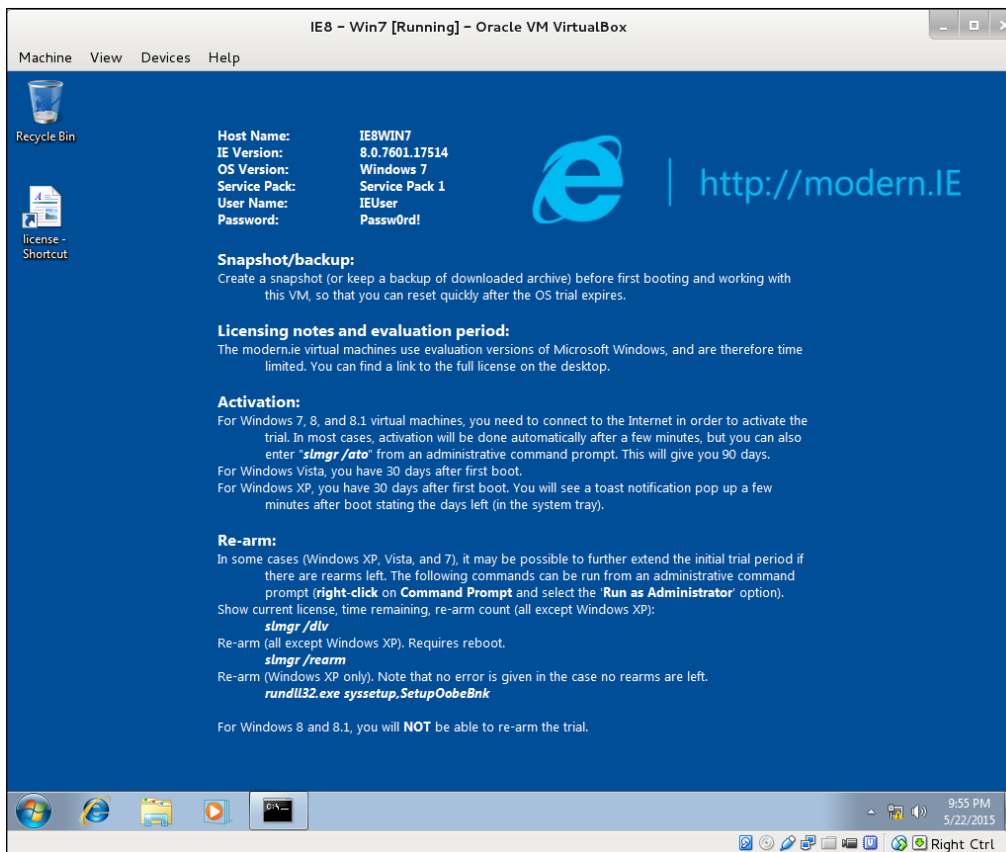 IE8 – Win7 [Running] – Oracle VM VirtualBox
Machine View Devices Help
Recycle Bin
license -
Shortcut
Host Name: IE8WIN7
IE Version: 8.0.7601.17514
OS Version: Windows 7
Service Pack: Service Pack 1
User Name: IEUser
Password: Passw0rd!
http://modern.IE
Snapshot/backup:
Create a snapshot (or keep a backup of downloaded archive) before first booting and working with
this VM, so that you can reset quickly after the OS trial expires.
Licensing notes and evaluation period:
The modern.ie virtual machines use evaluation versions of Microsoft Windows, and are therefore time
limited. You can find a link to the full license on the desktop.
Activation:
For Windows 7, 8, and 8.1 virtual machines, you need to connect to the Internet in order to activate the
trial. In most cases, activation will be done automatically after a few minutes, but you can also
enter "slmgr /ato" from an administrative command prompt. This will give you 90 days.
For Windows Vista, you have 30 days after first boot.
For Windows XP, you have 30 days after first boot. You will see a toast notification pop up a few
minutes after boot stating the days left (in the system tray).
Re-arm:
In some cases (Windows XP, Vista, and 7), it may be possible to further extend the initial trial period if
there are rearms left. The following commands can be run from an administrative command
prompt (right-click on Command Prompt and select the 'Run as Administrator' option).
Show current license, time remaining, re-arm count (all except Windows XP):
slmgr /dlv
Re-arm (all except Windows XP). Requires reboot.
slmgr /rearm
Re-arm (Windows XP only). Note that no error is given in the case no rearms are left.
rundll32.exe syssetup,SetupOobeBnk
For Windows 8 and 8.1, you will NOT be able to re-arm the trial.
C:\
9:55 PM
5/22/2015
Right Ctrl